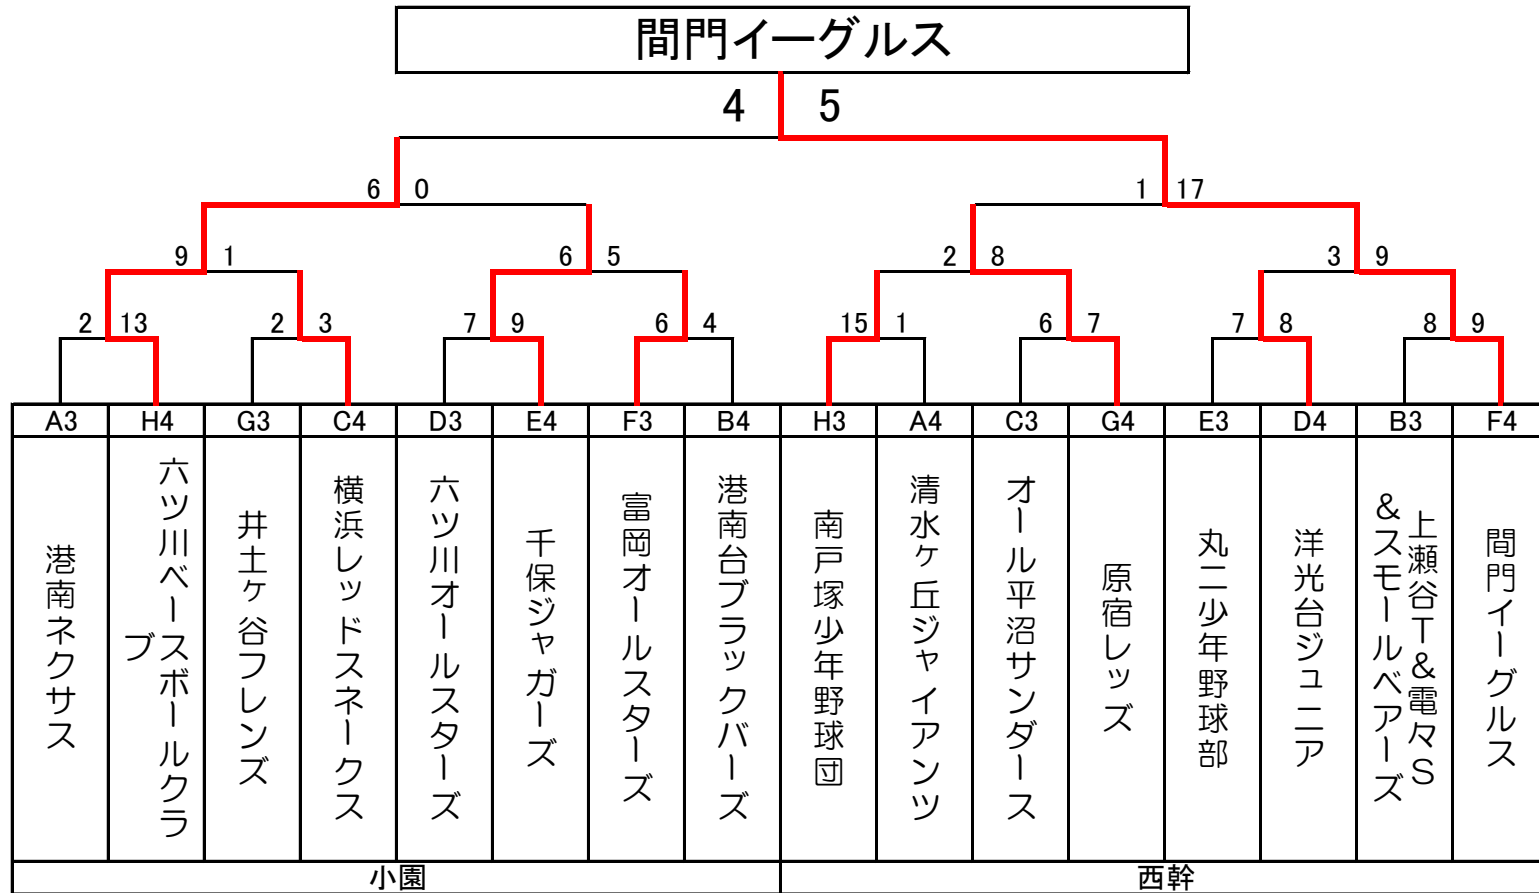 間門イーグルス
4 5
6 0 1 17
9 1 6 5 2 8 3 9
2 13 2 3 7 9 6 4 15 1 6 7 7 8 8 9
A3 H4 G3 C4 D3 E4 F3 B4 H3 A4 C3 G4 E3 D4 B3 F4
港南ネクサス
六ツ川ベースボールクラ
ブ
井土ヶ谷フレンズ
横浜レッドスネークス
六ツ川オールスターズ
千保ジャガーズ
富岡オールスターズ
港南台ブラックバーズ
南戸塚少年野球団
清水ヶ丘ジャイアンツ
オール平沼サンダース
原宿レッズ
丸二少年野球部
洋光台ジュニア
上瀬谷T&電々S
&スモールベアーズ
間門イーグルス
小園 西幹